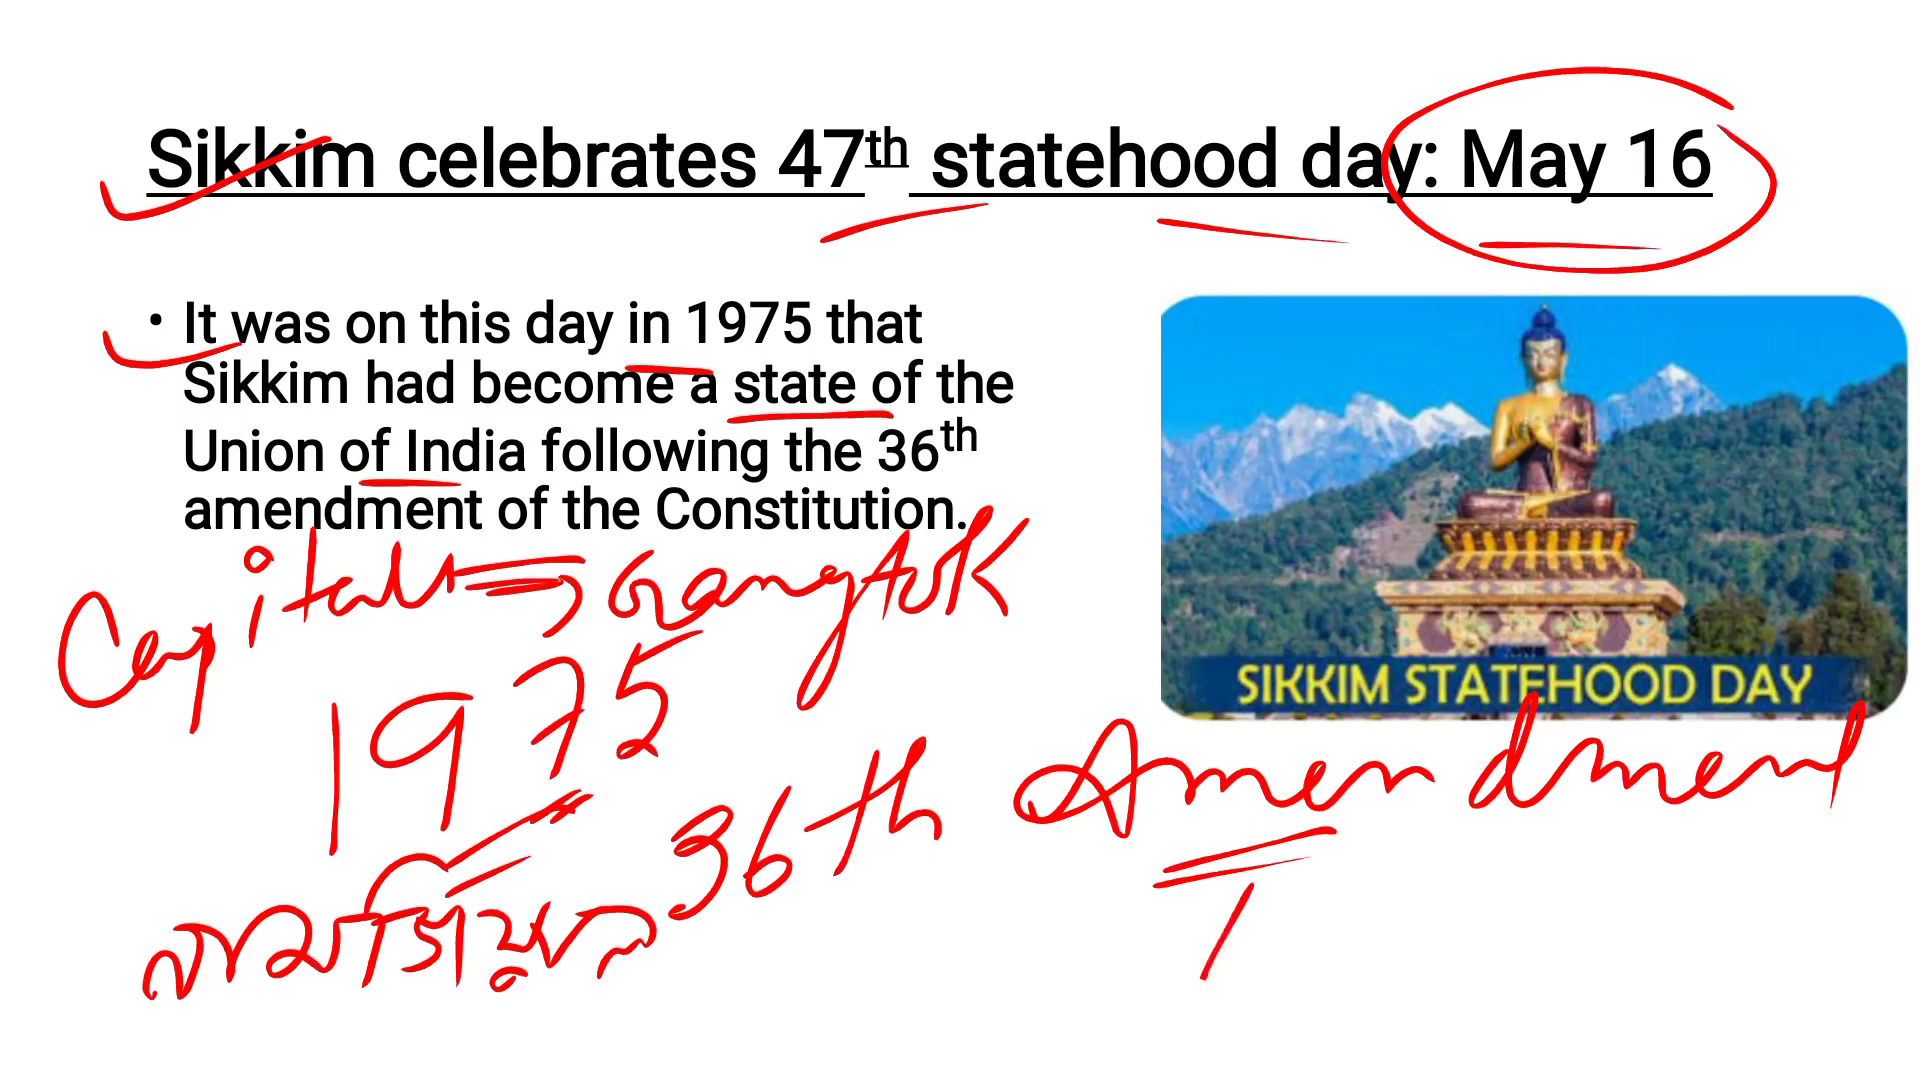 Sikkim celebrates 47th statehood day: May 16
• It was on this day in 1975 that
Sikkim had become a state of the
Union of India following the 36th
amendment of the Constitution.
Capital Gangtok
1975
36th Amendment
SIKKIM STATEHOOD DAY